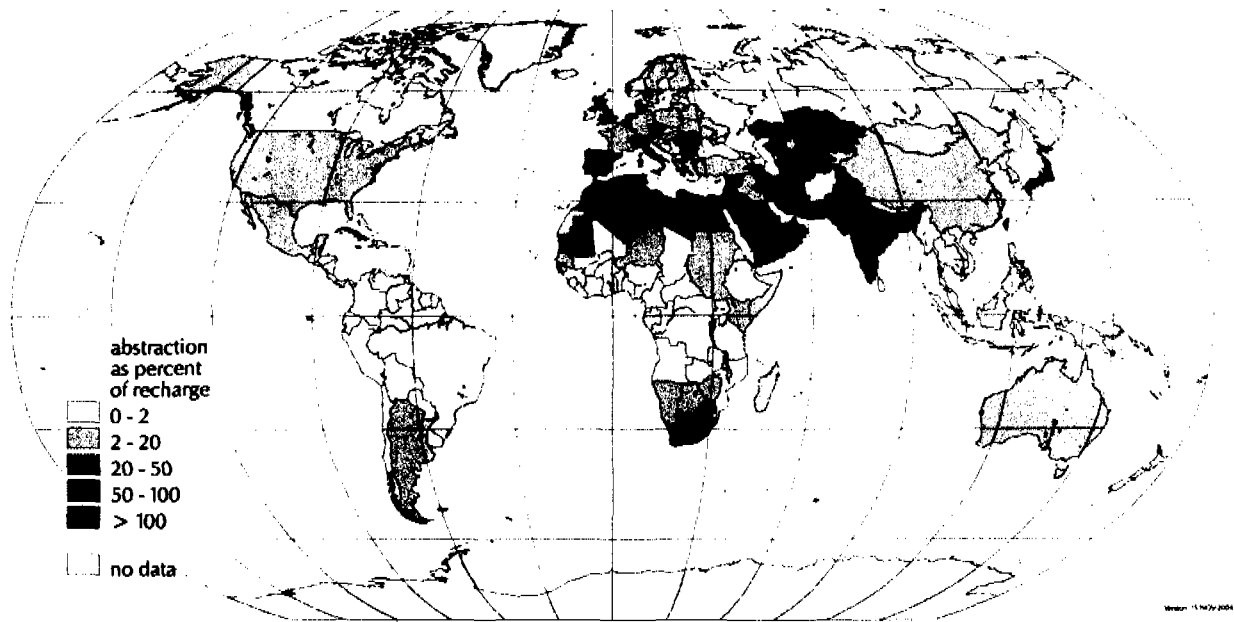 abstraction
as percent
of recharge
0 - 2
2 - 20
20 - 50
50 - 100
> 100
no data